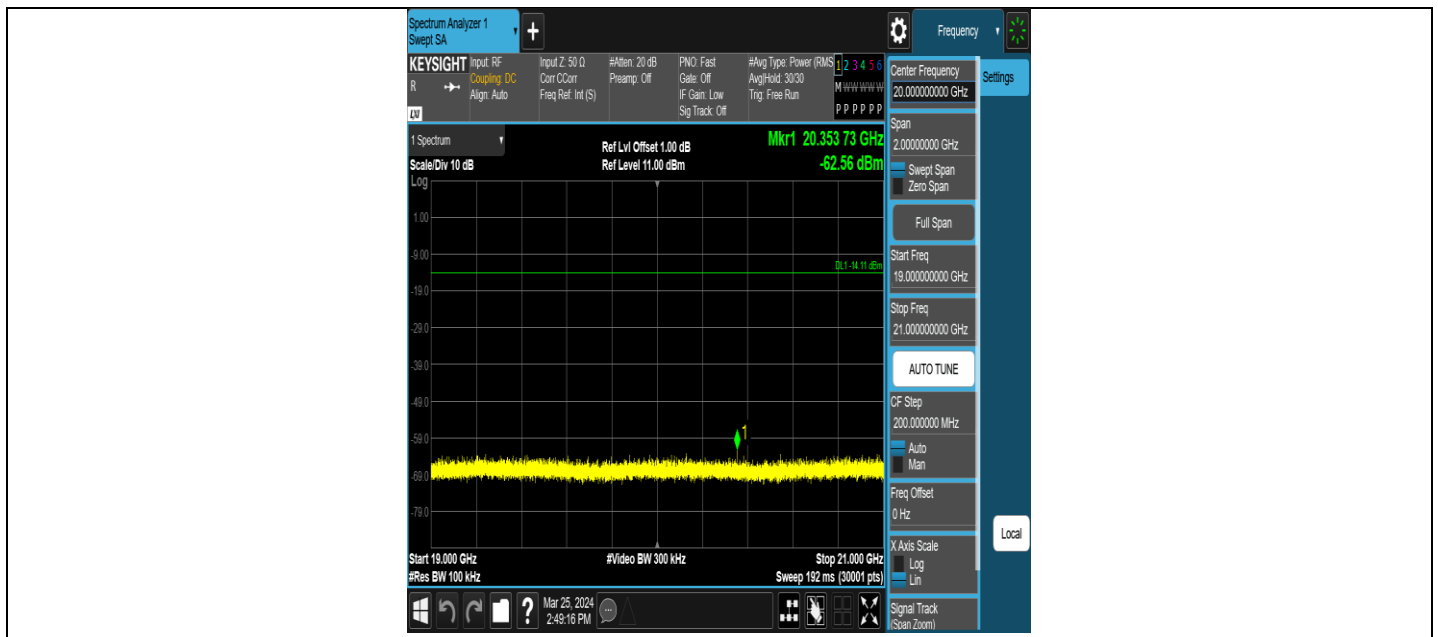 Spectrum Analyzer 1
Swept SA
+
Frequency
KEYSIGHT
R
LXI
Input: RF
Coupling: DC
Align: Auto
Input Z: 50 Ω
Corr CCorr
Freq Ref: Int (S)
#Atten: 20 dB
Preamp: Off
PNO: Fast
Gate: Off
IF Gain: Low
Sig Track: Off
#Avg Type: Power (RMS
Avg|Hold: 30/30
Trig: Free Run
1 2 3 4 5 6
M W W W W W
P P P P P P
1 Spectrum
Scale/Div 10 dB
Log
Ref Lvl Offset 1.00 dB
Ref Level 11.00 dBm
Mkr1 20.353 73 GHz
-62.56 dBm
1.00
-9.00
DL1 -14.11 dBm
-19.0
-29.0
-39.0
-49.0
1
-59.0
-69.0
-79.0
Start 19.000 GHz
#Res BW 100 kHz
#Video BW 300 kHz
Stop 21.000 GHz
Sweep 192 ms (30001 pts)
?
Mar 25, 2024
2:49:16 PM
Center Frequency
20.000000000 GHz
Settings
Span
2.00000000 GHz
Swept Span
Zero Span
Full Span
Start Freq
19.000000000 GHz
Stop Freq
21.000000000 GHz
AUTO TUNE
CF Step
200.000000 MHz
Auto
Man
Freq Offset
0 Hz
X Axis Scale
Log
Lin
Signal Track
(Span Zoom)
Local